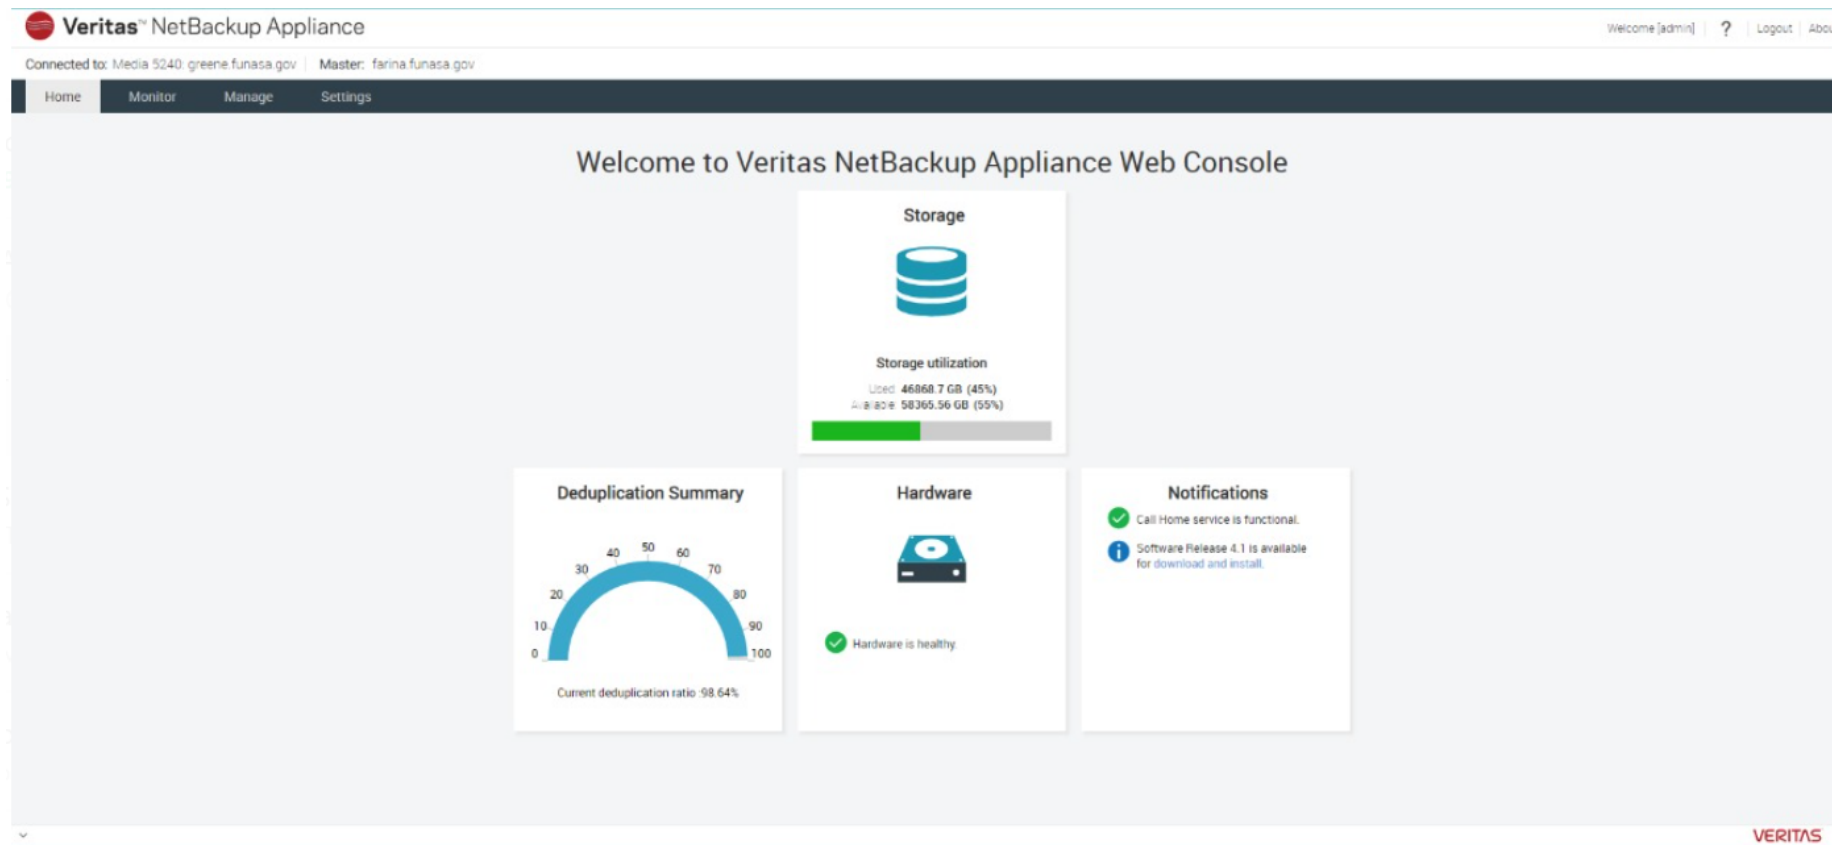 Veritas™ NetBackup Appliance
Welcome [admin] ? Logout Abou
Connected to: Media 5240: greene.funasa.gov Master: farina.funasa.gov
Home Monitor Manage Settings
Welcome to Veritas NetBackup Appliance Web Console
Storage
Storage utilization
Used 46868.7 GB (45%)
Available 58365.56 GB (55%)
Deduplication Summary
0 10 20 30 40 50 60 70 80 90 100
Current deduplication ratio :98.64%
Hardware
Hardware is healthy.
Notifications
Call Home service is functional.
Software Release 4.1 is available
for download and install.
VERITAS